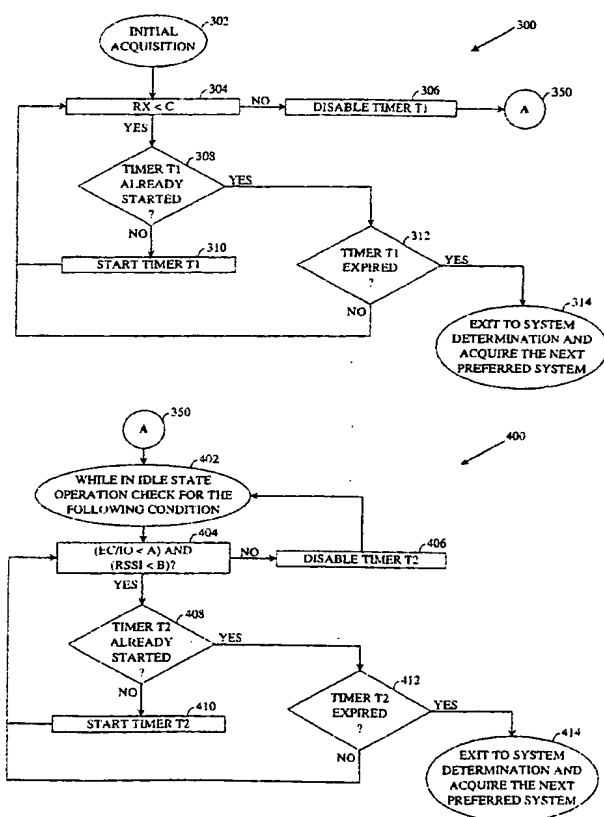 INITIAL
ACQUISITION
302
300
304
RX < C
NO
306
DISABLE TIMER T1
350
A
YES
308
TIMER T1
ALREADY
STARTED
?
YES
NO
310
START TIMER T1
312
TIMER T1
EXPIRED
?
YES
NO
314
EXIT TO SYSTEM
DETERMINATION AND
ACQUIRE THE NEXT
PREFERRED SYSTEM
350
A
400
402
WHILE IN IDLE STATE
OPERATION CHECK FOR THE
FOLLOWING CONDITION
404
(EC/IO < A) AND
(RSSI < B)?
NO
406
DISABLE TIMER T2
YES
408
TIMER T2
ALREADY
STARTED
?
YES
NO
410
START TIMER T2
412
TIMER T2
EXPIRED
?
YES
NO
414
EXIT TO SYSTEM
DETERMINATION AND
ACQUIRE THE NEXT
PREFERRED SYSTEM